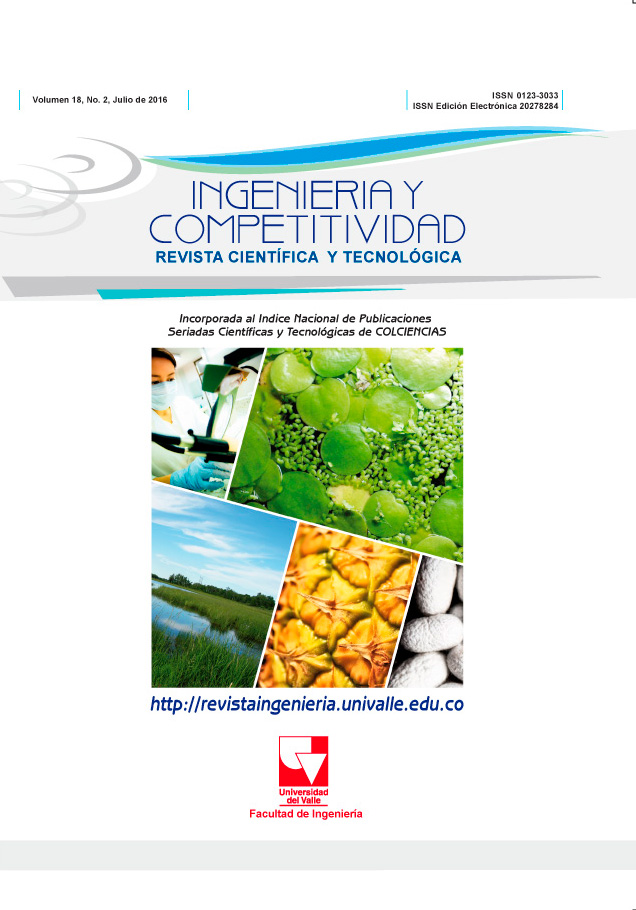 Volumen 18, No. 2, Julio de 2016
ISSN 0123-3033
ISSN Edición Electrónica 20278284
INGENIERIA Y
COMPETITIVIDAD
REVISTA CIENTÍFICA Y TECNOLÓGICA
Incorporada al Indice Nacional de Publicaciones
Seriadas Científicas y Tecnológicas de COLCIENCIAS
http://revistaingenieria.univalle.edu.co
Universidad
del Valle
Facultad de Ingeniería